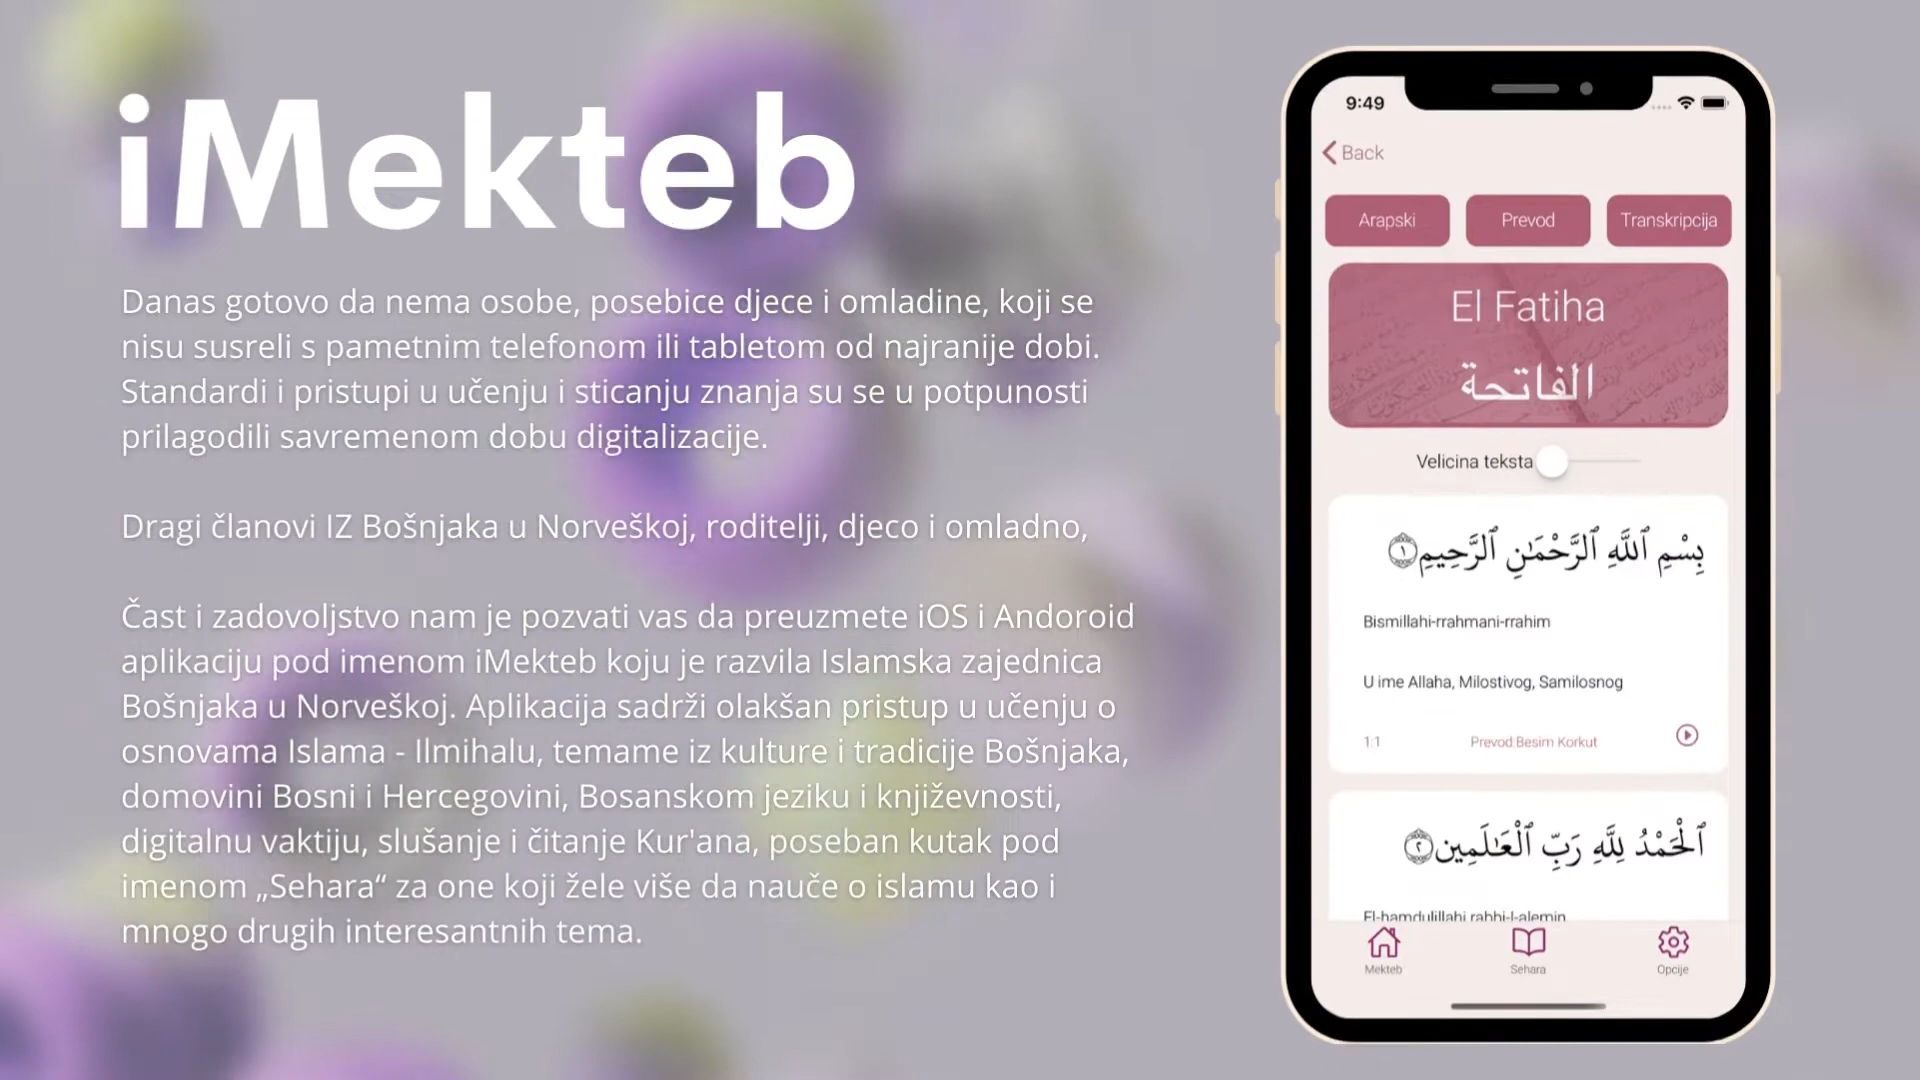 iMekteb
Danas gotovo da nema osobe, posebice djece i omladine, koji se
nisu susreli s pametnim telefonom ili tabletom od najranije dobi.
Standardi i pristupi u učenju i sticanju znanja su se u potpunosti
prilagodili savremenom dobu digitalizacije.
Dragi članovi IZ Bošnjaka u Norveškoj, roditelji, djeco i omladno,
Čast i zadovoljstvo nam je pozvati vas da preuzmete iOS i Andoroid
aplikaciju pod imenom iMekteb koju je razvila Islamska zajednica
Bošnjaka u Norveškoj. Aplikacija sadrži olakšan pristup u učenju o
osnovama Islama - Ilmihalu, temame iz kulture i tradicije Bošnjaka,
domovini Bosni i Hercegovini, Bosanskom jeziku i književnosti,
digitalnu vaktiju, slušanje i čitanje Kur'ana, poseban kutak pod
imenom „Sehara“ za one koji žele više da nauče o islamu kao i
mnogo drugih interesantnih tema.
9:49
Back
Arapski Prevod Transkripcija
El Fatiha
الفاتحة
Velicina teksta
بِسْمِ ٱللَّهِ ٱلرَّحْمَٰنِ ٱلرَّحِيمِ ١
Bismillahi-rrahmani-rrahim
U ime Allaha, Milostivog, Samilosnog
1:1 Prevod:Besim Korkut
ٱلْحَمْدُ لِلَّهِ رَبِّ ٱلْعَٰلَمِين ٢
El-hamdulillahi rabbi-l-alemin
Mekteb Sehara Opcije